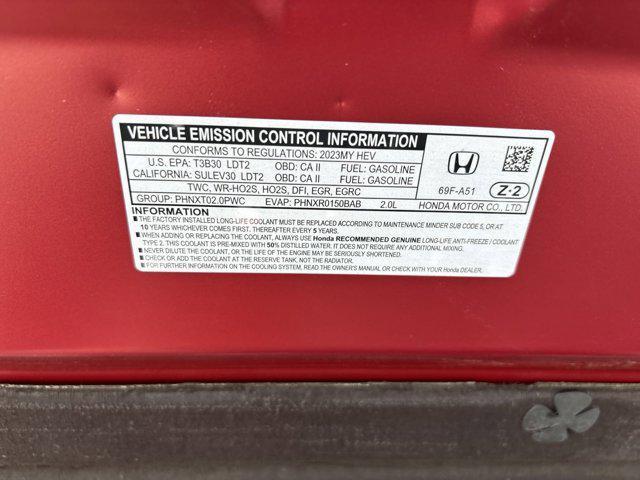 VEHICLE EMISSION CONTROL INFORMATION
CONFORMS TO REGULATIONS: 2023MY HEV
U.S. EPA: T3B30 LDT2 OBD: CA II FUEL: GASOLINE
CALIFORNIA: SULEV30 LDT2 OBD: CA II FUEL: GASOLINE
TWC, WR-HO2S, HO2S, DFI, EGR, EGRC
GROUP: PHNXT02.0PWC EVAP: PHNXR0150BAB 2.0L
69F-A51
Z-2
HONDA MOTOR CO., LTD.
INFORMATION
■ THE FACTORY INSTALLED LONG-LIFE COOLANT MUST BE REPLACED ACCORDING TO MAINTENANCE MINDER SUB CODE 5, OR AT
10 YEARS WHICHEVER COMES FIRST. THEREAFTER EVERY 5 YEARS.
■ WHEN ADDING OR REPLACING COOLANT, ALWAYS USE Honda RECOMMENDED GENUINE LONG-LIFE ANTI-FREEZE / COOLANT
TYPE 2. THIS COOLANT IS PRE-MIXED WITH 50% DISTILLED WATER. IT DOES NOT REQUIRE ANY ADDITIONAL MIXING.
■ NEVER DILUTE THE COOLANT, OR THE LIFE OF THE ENGINE MAY BE SERIOUSLY SHORTENED.
■ CHECK OR ADD THE COOLANT AT THE RESERVE TANK, NOT THE RADIATOR.
■ FOR FURTHER INFORMATION ON THE COOLING SYSTEM, READ THE OWNER'S MANUAL OR CHECK WITH YOUR Honda DEALER.